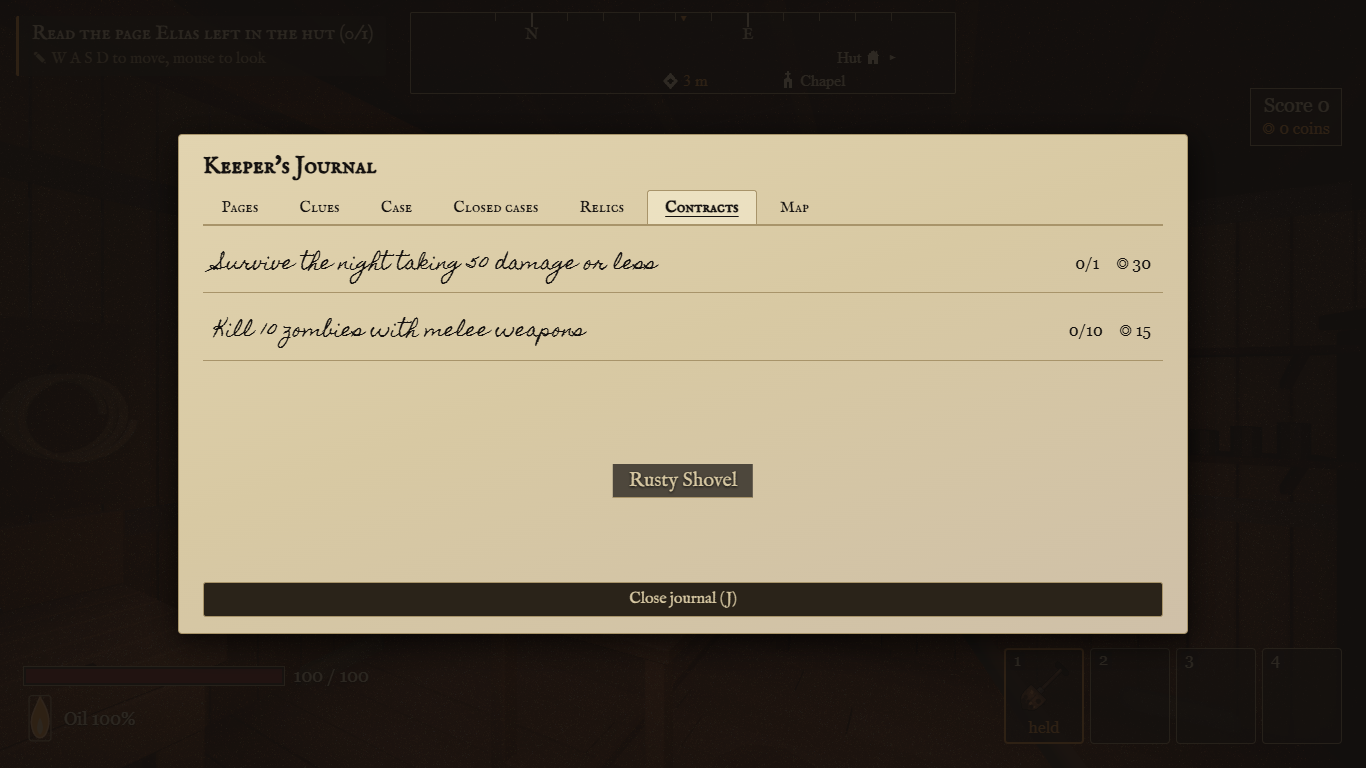 Read the page Elias left in the hut (0/1)
W A S D to move, mouse to look
N E
Hut
3 m Chapel
Score 0
0 coins
Keeper's Journal
Pages Clues Case Closed cases Relics Contracts Map
Survive the night taking 50 damage or less 0/1 30
Kill 10 zombies with melee weapons 0/10 15
Rusty Shovel
Close journal (J)
100 / 100
Oil 100%
1 2 3 4
held